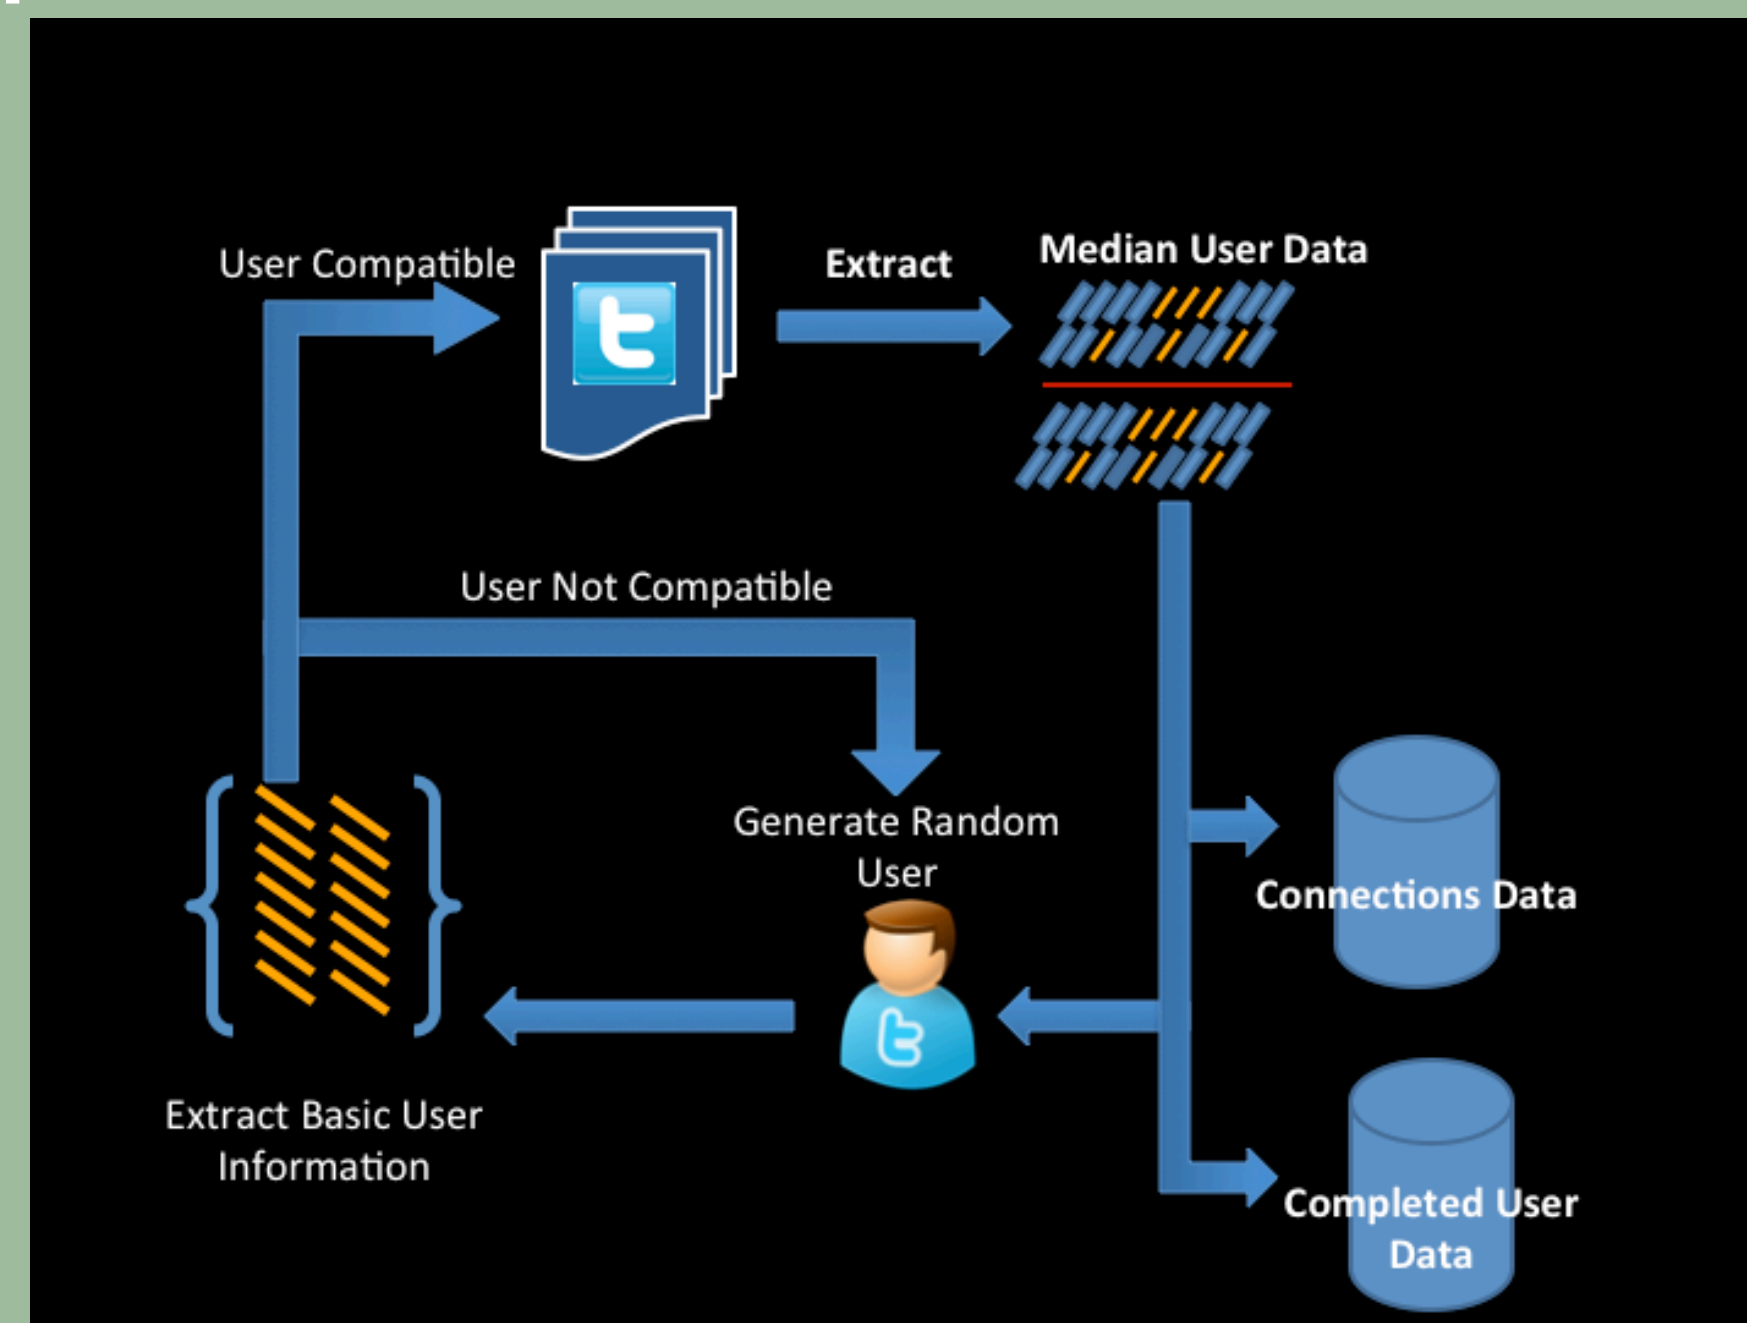 User Compatible
Extract
Median User Data
User Not Compatible
Generate Random
User
Connections Data
Extract Basic User
Information
Completed User
Data